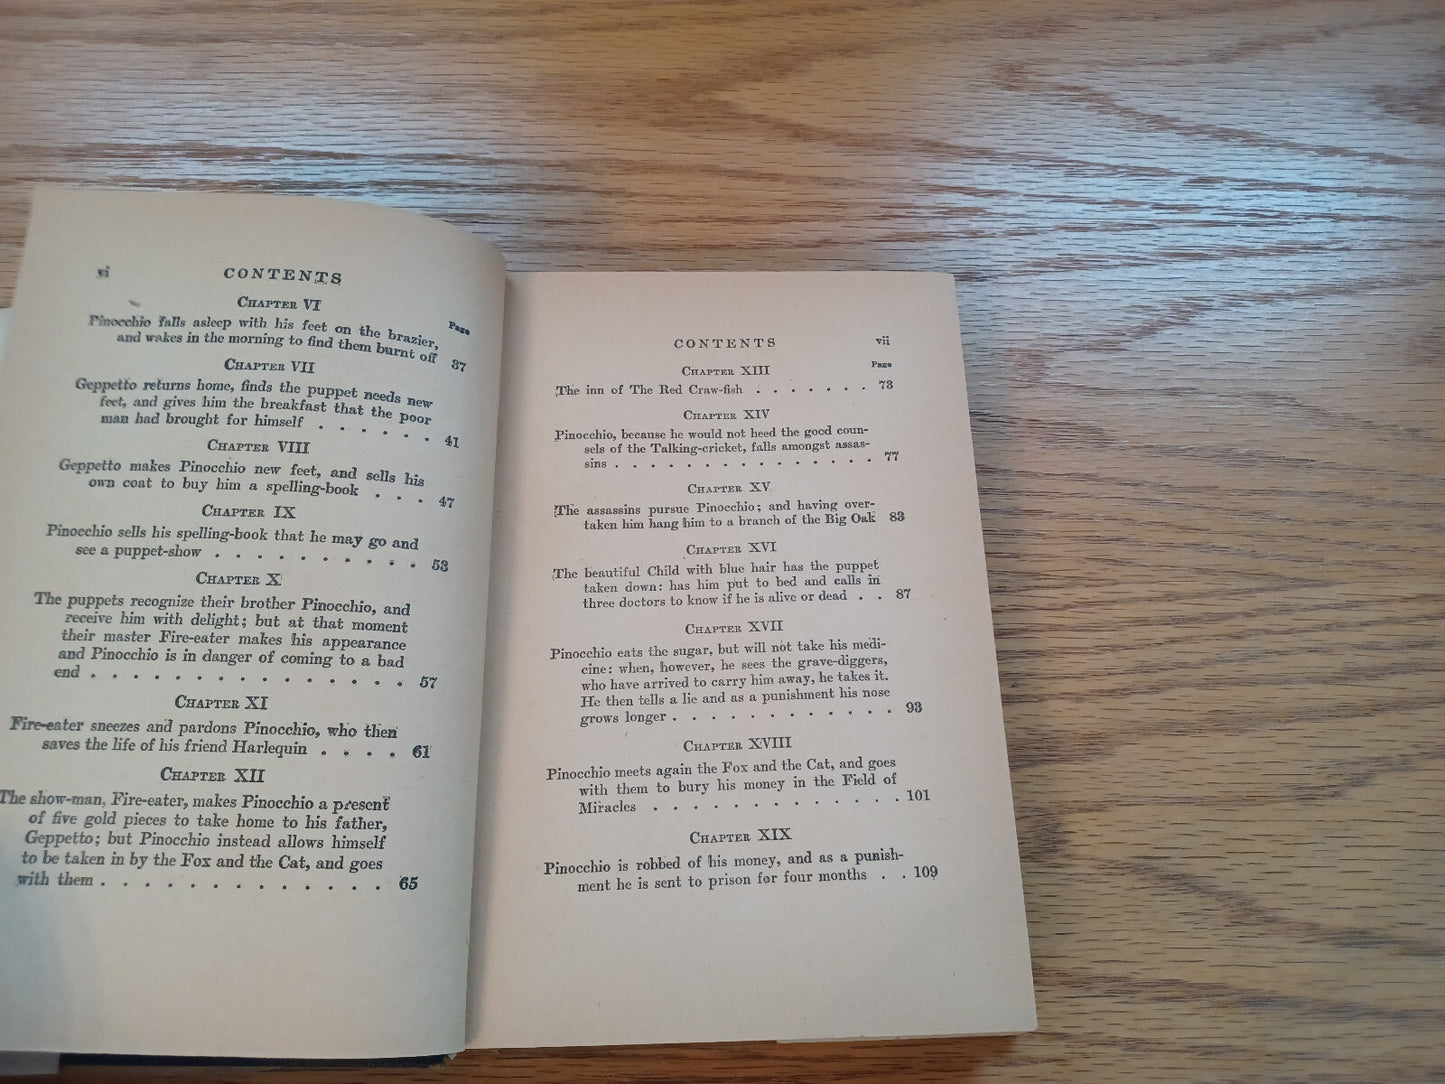 vi CONTENTS
CHAPTER VI
Page
Pinocchio falls asleep with his feet on the brazier,
and wakes in the morning to find them burnt off 37
CHAPTER VII
Geppetto returns home, finds the puppet needs new
feet, and gives him the breakfast that the poor
man had brought for himself . . . . . . 41
CHAPTER VIII
Geppetto makes Pinocchio new feet, and sells his
own coat to buy him a spelling-book . . . 47
CHAPTER IX
Pinocchio sells his spelling-book that he may go and
see a puppet-show . . . . . . . . . . 53
CHAPTER X
The puppets recognize their brother Pinocchio, and
receive him with delight; but at that moment
their master Fire-eater makes his appearance
and Pinocchio is in danger of coming to a bad
end . . . . . . . . . . . . . . . 57
CHAPTER XI
Fire-eater sneezes and pardons Pinocchio, who then
saves the life of his friend Harlequin . . . . 61
CHAPTER XII
The show-man, Fire-eater, makes Pinocchio a present
of five gold pieces to take home to his father,
Geppetto; but Pinocchio instead allows himself
to be taken in by the Fox and the Cat, and goes
with them . . . . . . . . . . . . . 65
CONTENTS vii
CHAPTER XIII
Page
The inn of The Red Craw-fish . . . . . . . 73
CHAPTER XIV
Pinocchio, because he would not heed the good coun-
sels of the Talking-cricket, falls amongst assas-
sins . . . . . . . . . . . . . . . 77
CHAPTER XV
The assassins pursue Pinocchio; and having over-
taken him hang him to a branch of the Big Oak 83
CHAPTER XVI
The beautiful Child with blue hair has the puppet
taken down: has him put to bed and calls in
three doctors to know if he is alive or dead . . 87
CHAPTER XVII
Pinocchio eats the sugar, but will not take his medi-
cine: when, however, he sees the grave-diggers,
who have arrived to carry him away, he takes it.
He then tells a lie and as a punishment his nose
grows longer . . . . . . . . . . . . 93
CHAPTER XVIII
Pinocchio meets again the Fox and the Cat, and goes
with them to bury his money in the Field of
Miracles . . . . . . . . . . . . . 101
CHAPTER XIX
Pinocchio is robbed of his money, and as a punish-
ment he is sent to prison for four months . . 109